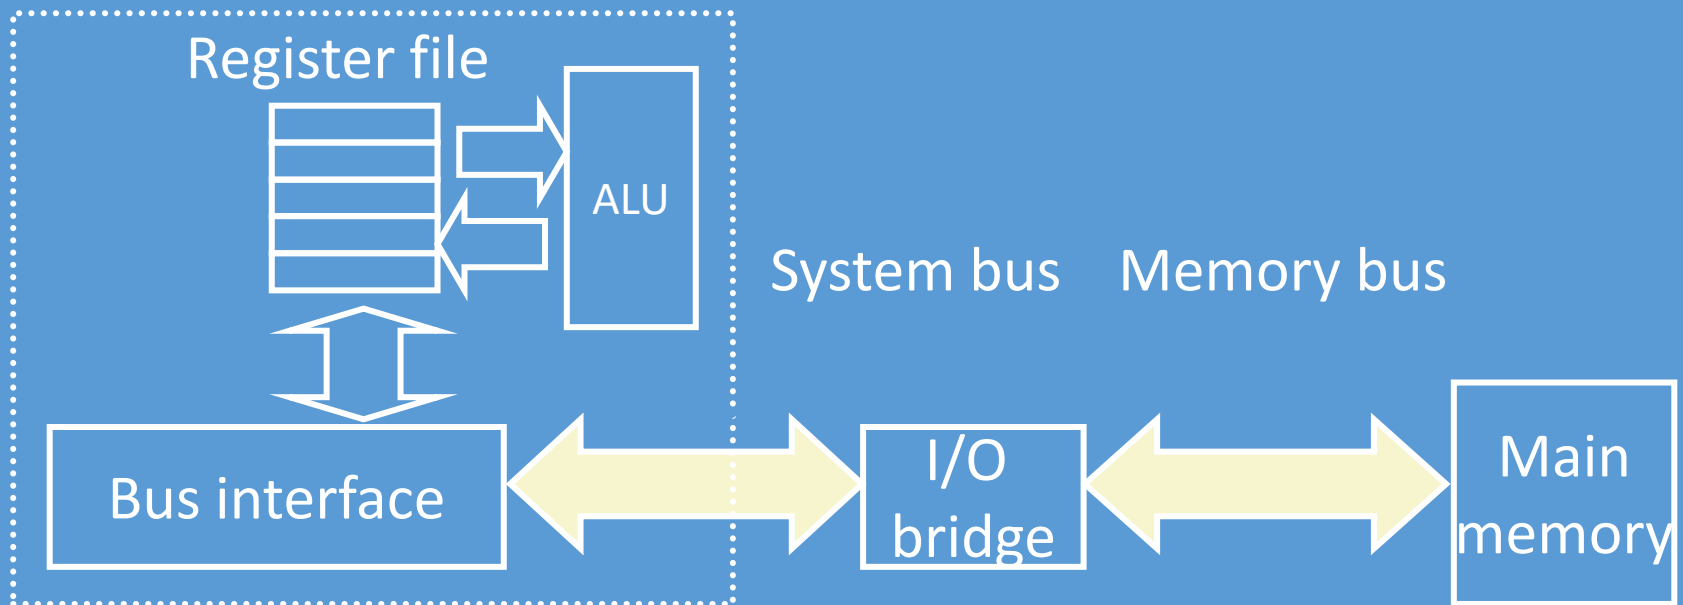 Register file
ALU
System bus
Memory bus
Bus interface
I/O
bridge
Main
memory